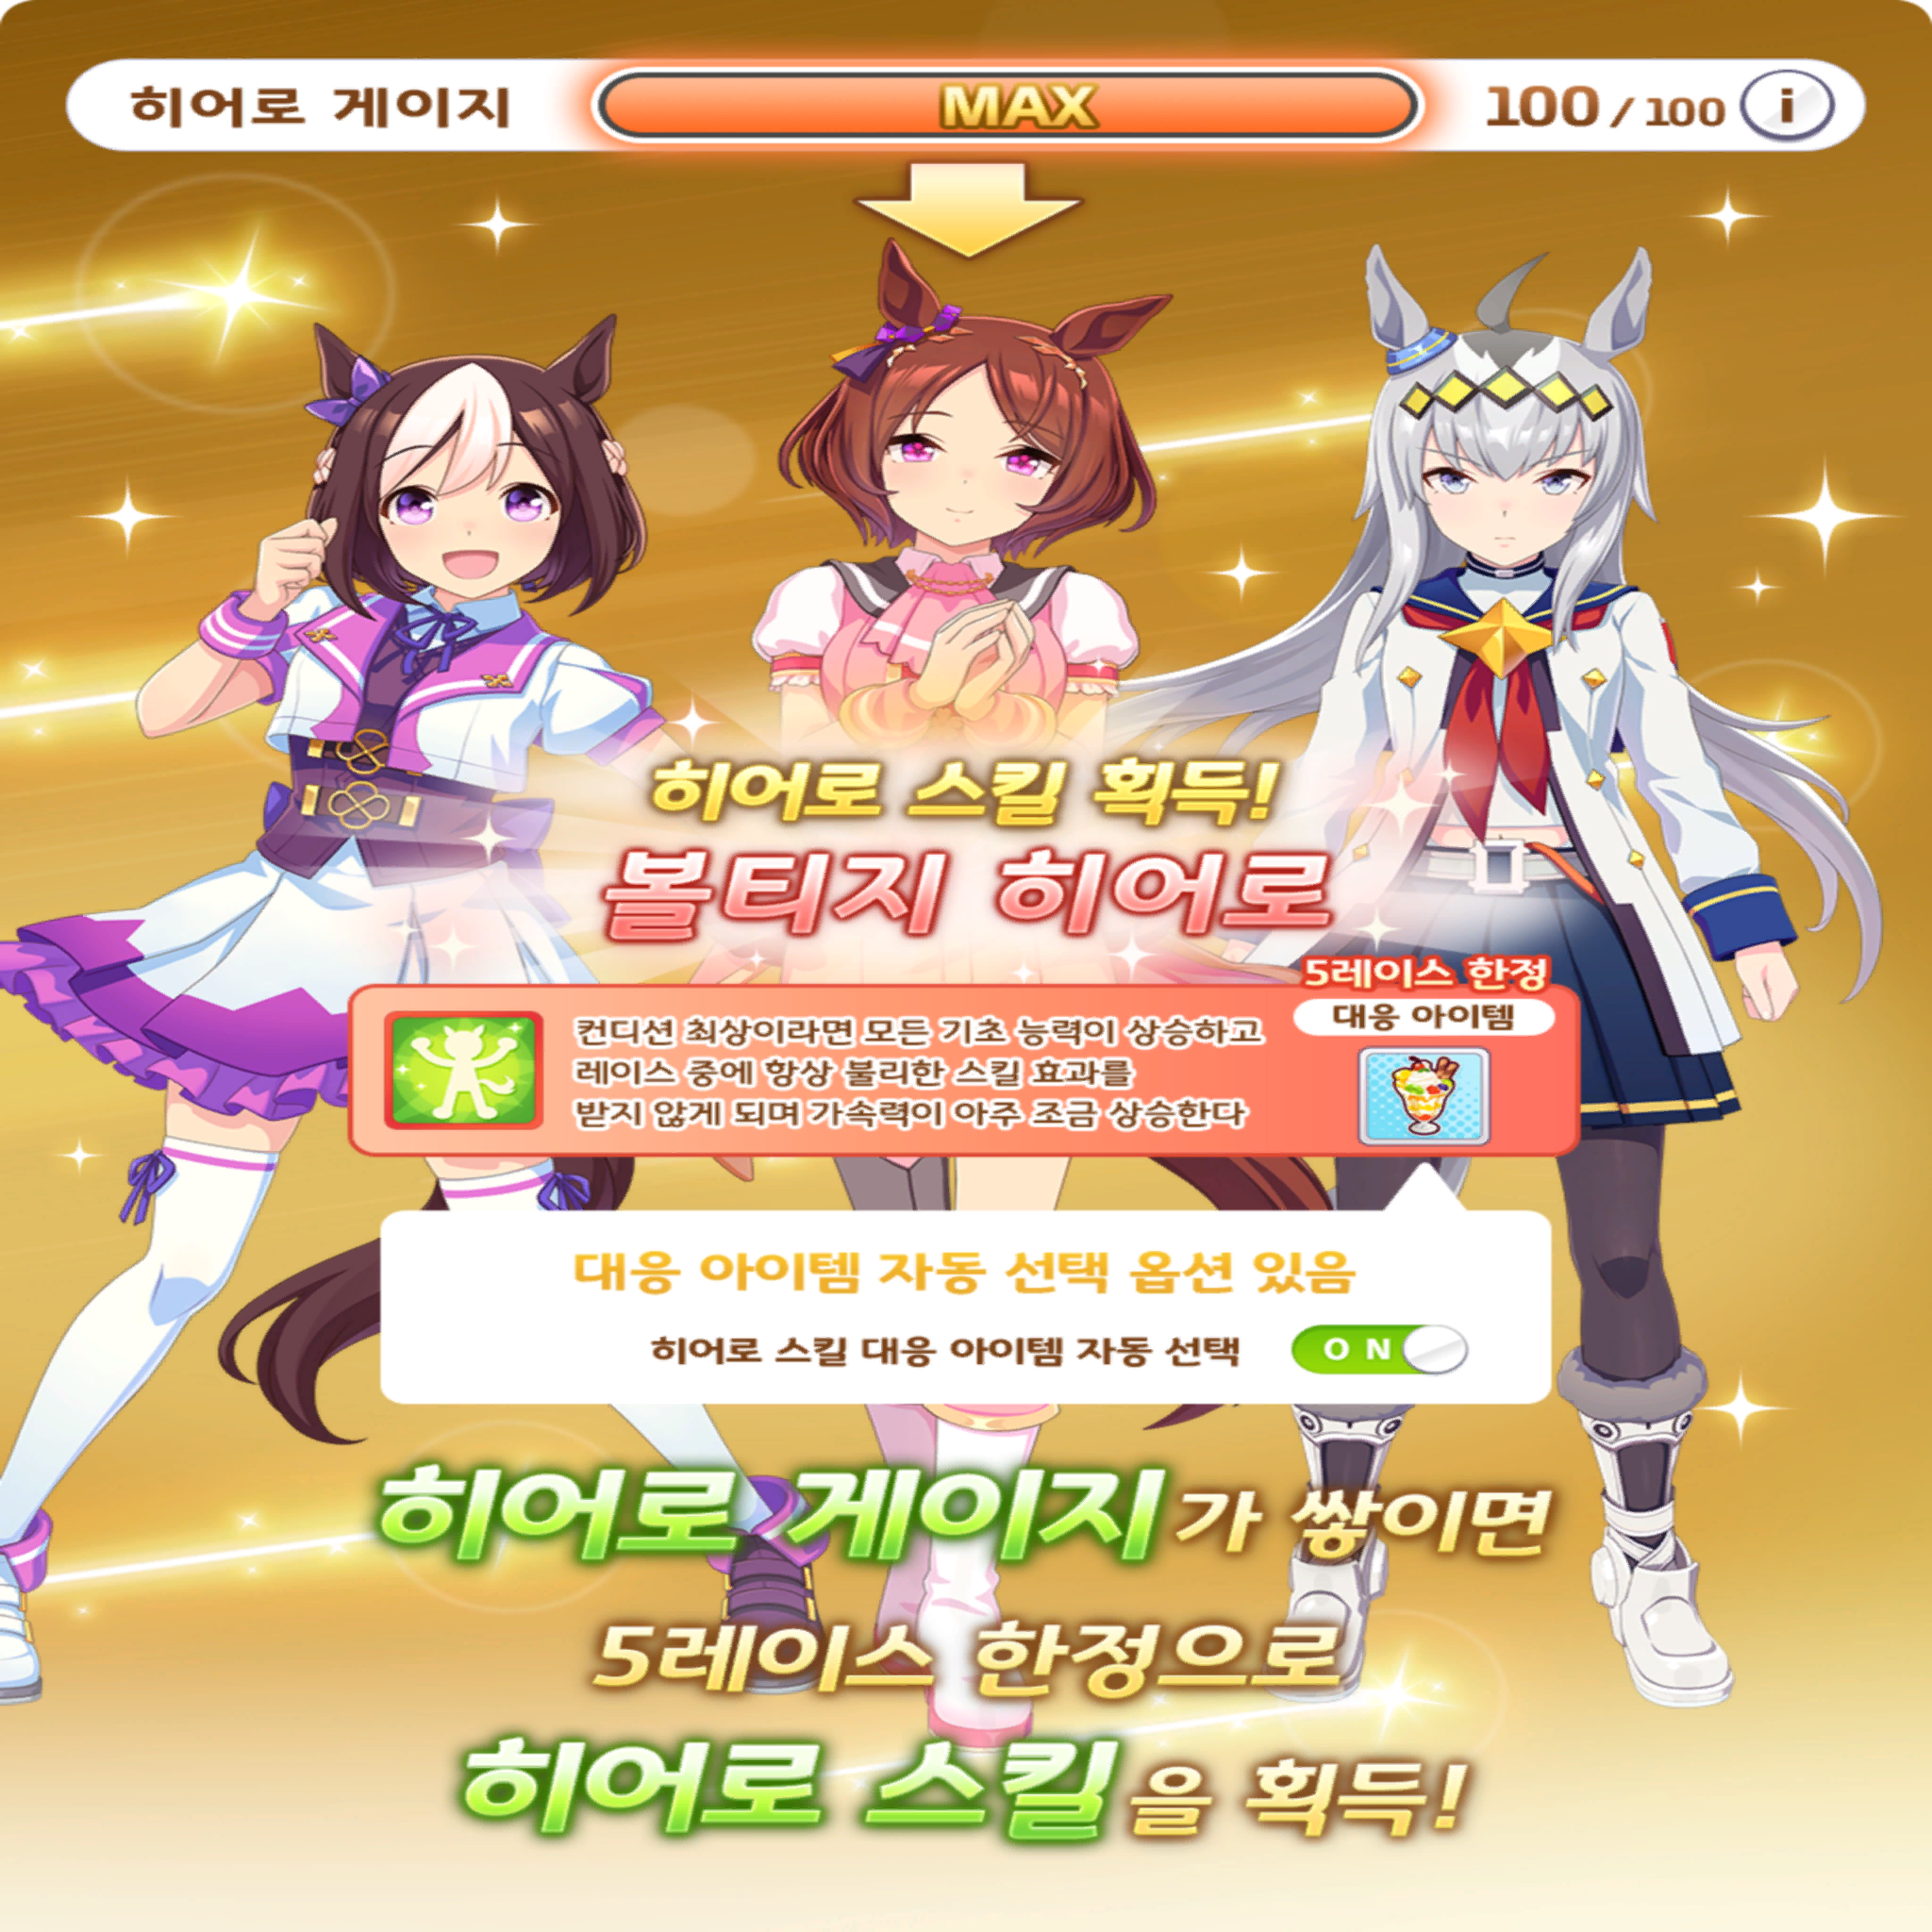 히어로 게이지 MAX 100/100 i
히어로 스킬 획득!
볼티지 히어로
5레이스 한정
대응 아이템
컨디션 최상이라면 모든 기초 능력이 상승하고
레이스 중에 항상 불리한 스킬 효과를
받지 않게 되며 가속력이 아주 조금 상승한다
대응 아이템 자동 선택 옵션 있음
히어로 스킬 대응 아이템 자동 선택 ON
히어로 게이지가 쌓이면
5레이스 한정으로
히어로 스킬을 획득!